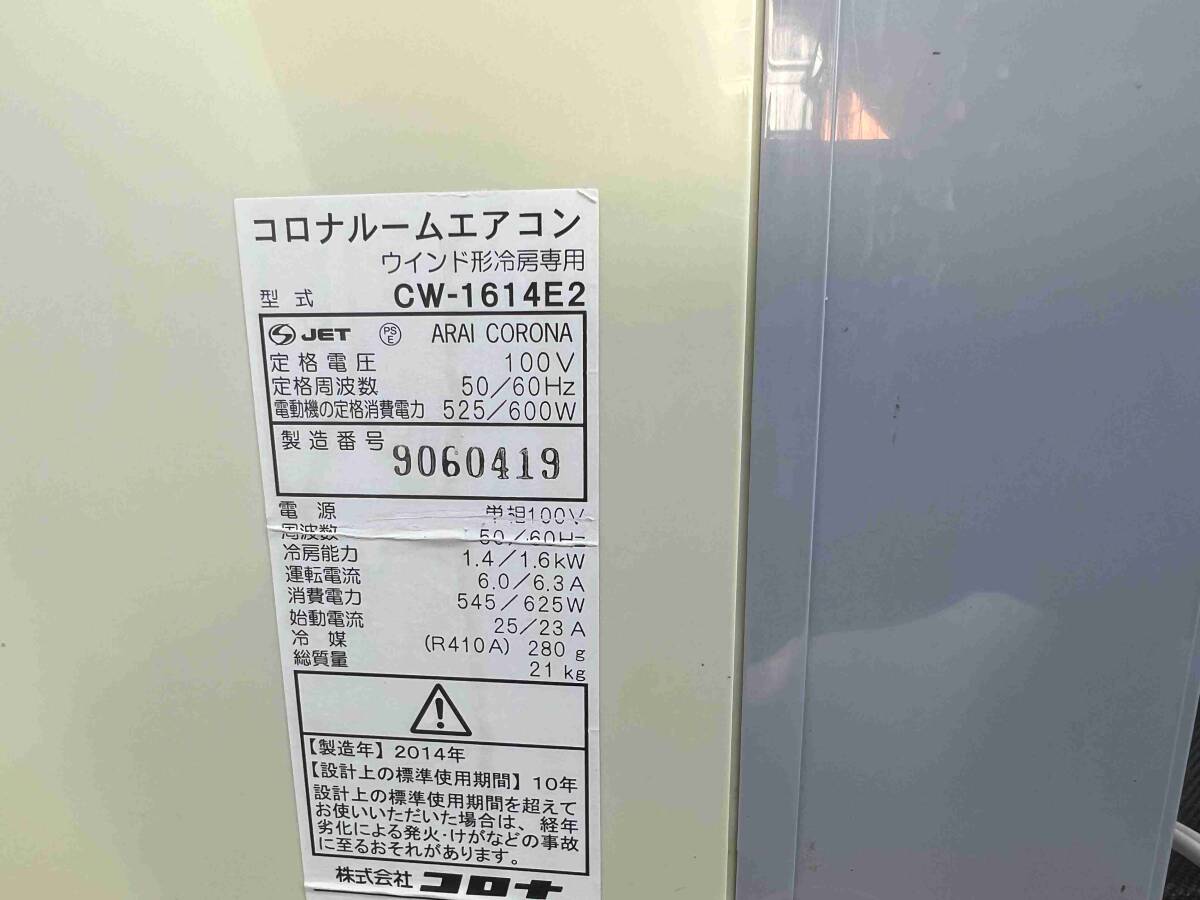 コロナルームエアコン
ウインド形冷房専用
型式 CW-1614E2
JET PSE ARAI CORONA
定格電圧 100V
定格周波数 50/60Hz
電動機の定格消費電力 525/600W
製造番号 9060419
電源 単相100V
周波数 50/60Hz
冷房能力 1.4/1.6kW
運転電流 6.0/6.3A
消費電力 545/625W
始動電流 25/23A
冷媒 (R410A) 280g
総質量 21kg
【製造年】2014年
【設計上の標準使用期間】10年
設計上の標準使用期間を超えて
お使いいただいた場合は、経年
劣化による発火・けがなどの事故
に至るおそれがあります。
株式会社 コロナ